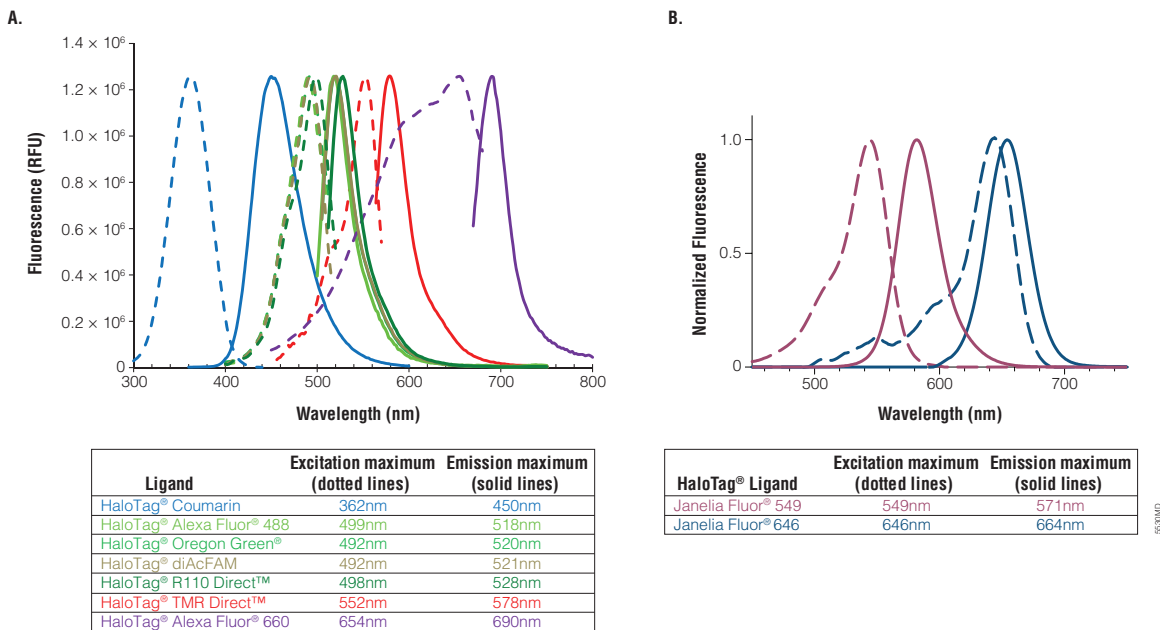 A.
1.4 × 10⁶
1.2 × 10⁶
1.0 × 10⁶
0.8 × 10⁶
0.6 × 10⁶
0.4 × 10⁶
0.2 × 10⁶
0
Fluorescence (RFU)
300 400 500 600 700 800
Wavelength (nm)
Ligand Excitation maximum (dotted lines) Emission maximum (solid lines)
HaloTag® Coumarin 362nm 450nm
HaloTag® Alexa Fluor® 488 499nm 518nm
HaloTag® Oregon Green® 492nm 520nm
HaloTag® diAcFAM 492nm 521nm
HaloTag® R110 Direct™ 498nm 528nm
HaloTag® TMR Direct™ 552nm 578nm
HaloTag® Alexa Fluor® 660 654nm 690nm
B.
1.0
0.5
0
Normalized Fluorescence
500 600 700
Wavelength (nm)
HaloTag® Ligand Excitation maximum (dotted lines) Emission maximum (solid lines)
Janelia Fluor® 549 549nm 571nm
Janelia Fluor® 646 646nm 664nm